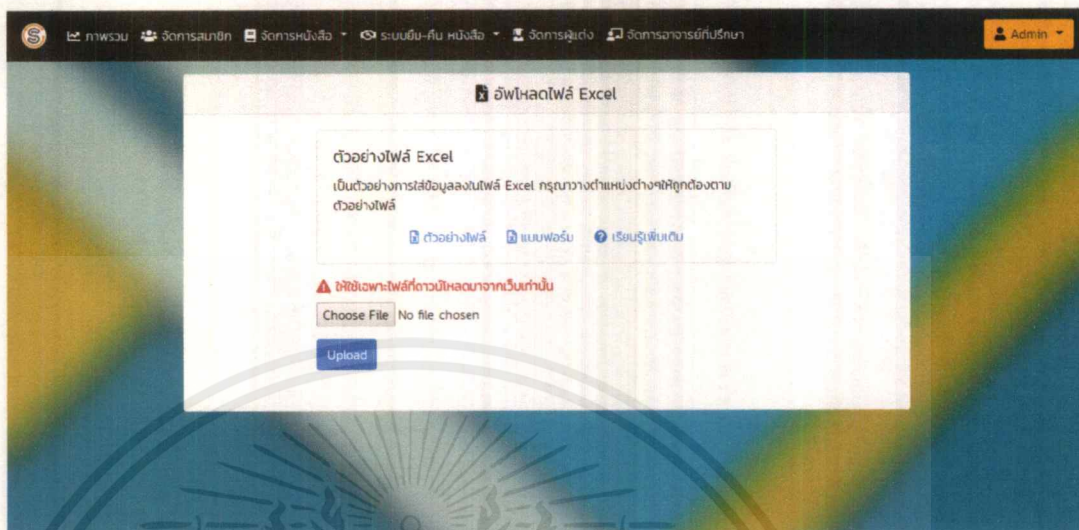 S ภาพรวม จัดการสมาชิก จัดการหนังสือ ระบบยืม-คืน หนังสือ จัดการผู้แต่ง จัดการอาจารย์ที่ปรึกษา Admin
อัพโหลดไฟล์ Excel
ตัวอย่างไฟล์ Excel
เป็นตัวอย่างการใส่ข้อมูลลงในไฟล์ Excel กรุณาวางตำแหน่งต่างๆให้ถูกต้องตาม
ตัวอย่างไฟล์
ตัวอย่างไฟล์ แบบฟอร์ม เรียนรู้เพิ่มเติม
ให้ใช้เฉพาะไฟล์ที่ดาวน์โหลดมาจากเว็บเท่านั้น
Choose File No file chosen
Upload